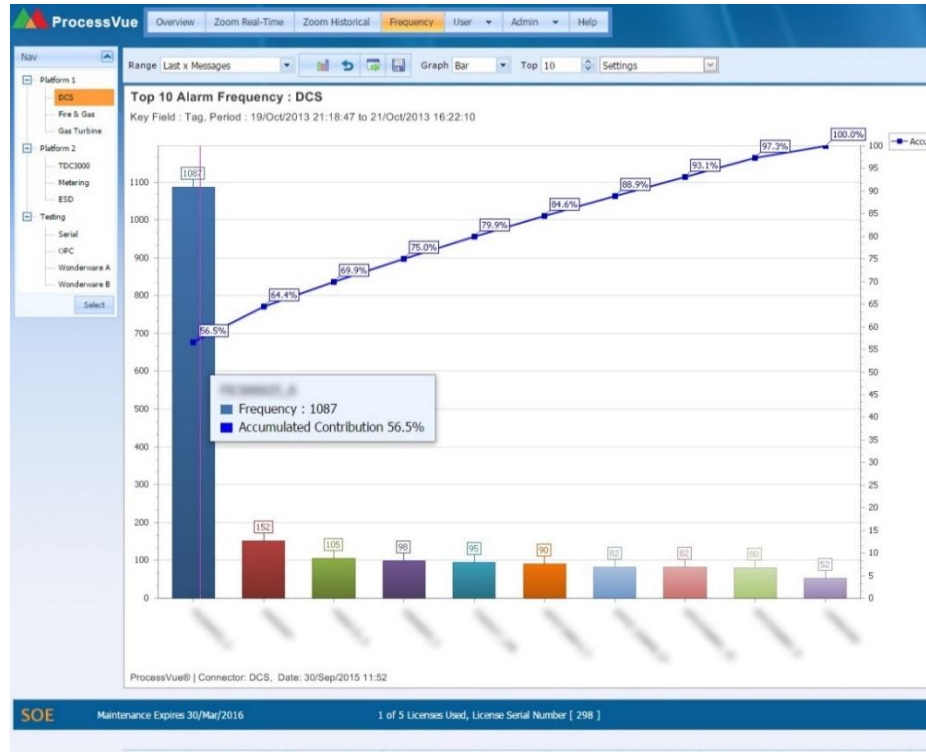 ProcessVue
Overview Zoom Real-Time Zoom Historical Frequency User Admin Help
Nav
Platform 1
DCS
Fire & Gas
Gas Turbine
Platform 2
TDC3000
Metering
ESD
Testing
Serial
OPC
Wonderware A
Wonderware B
Select
Range Last x Messages Graph Bar Top 10 Settings
Top 10 Alarm Frequency : DCS
Key Field : Tag, Period : 19/Oct/2013 21:18:47 to 21/Oct/2013 16:22:10
1100
1000
900
800
700
600
500
400
300
200
100
0
1087
152
105
98
95
90
82
82
80
52
56.5%
64.4%
69.9%
75.0%
79.9%
84.6%
88.9%
93.1%
97.3%
100.0%
Frequency : 1087
Accumulated Contribution 56.5%
100
95
90
85
80
75
70
65
60
55
50
45
40
35
30
25
20
15
10
5
0
Accu
ProcessVue® | Connector: DCS, Date: 30/Sep/2015 11:52
SOE Maintenance Expires 30/Mar/2016 1 of 5 Licenses Used, License Serial Number [ 298 ]